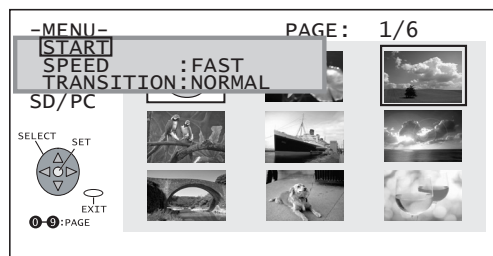 -MENU- PAGE: 1/6
START
SPEED :FAST
TRANSITION:NORMAL
SD/PC
SELECT SET
EXIT
0-9:PAGE